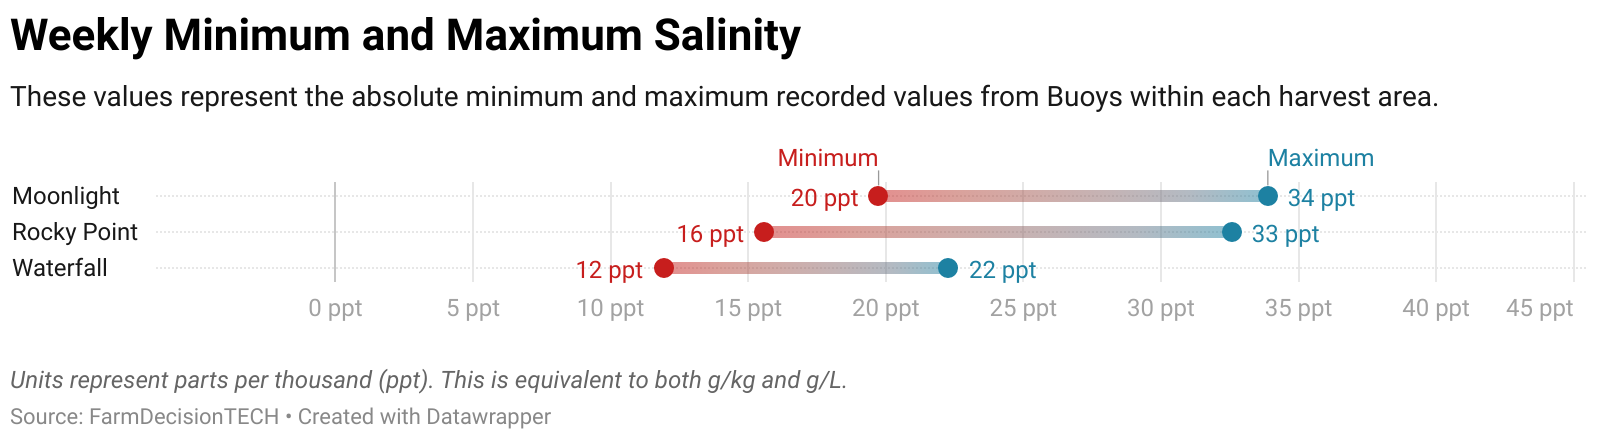 Weekly Minimum and Maximum Salinity
These values represent the absolute minimum and maximum recorded values from Buoys within each harvest area.
Minimum Maximum
Moonlight 20 ppt 34 ppt
Rocky Point 16 ppt 33 ppt
Waterfall 12 ppt 22 ppt
0 ppt 5 ppt 10 ppt 15 ppt 20 ppt 25 ppt 30 ppt 35 ppt 40 ppt 45 ppt
Units represent parts per thousand (ppt). This is equivalent to both g/kg and g/L.
Source: FarmDecisionTECH • Created with Datawrapper